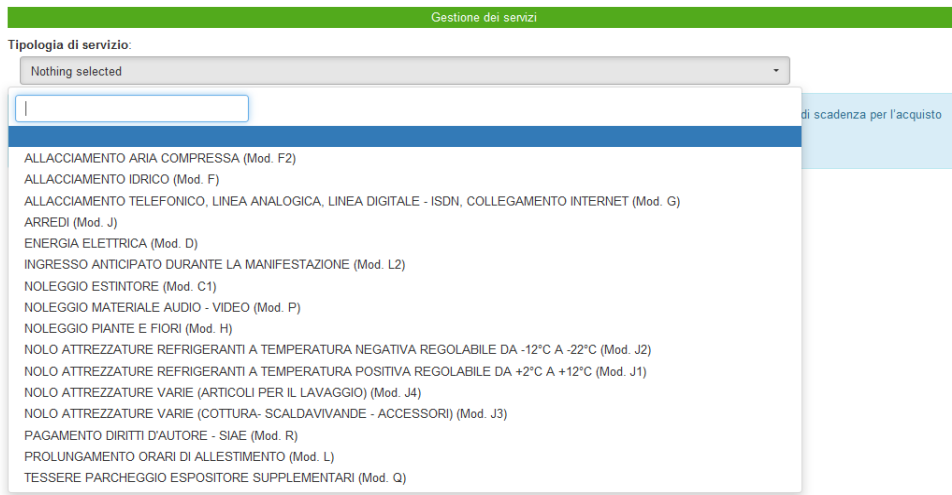 Gestione dei servizi
Tipologia di servizio:
Nothing selected
di scadenza per l'acquisto
ALLACCIAMENTO ARIA COMPRESSA (Mod. F2)
ALLACCIAMENTO IDRICO (Mod. F)
ALLACCIAMENTO TELEFONICO, LINEA ANALOGICA, LINEA DIGITALE - ISDN, COLLEGAMENTO INTERNET (Mod. G)
ARREDI (Mod. J)
ENERGIA ELETTRICA (Mod. D)
INGRESSO ANTICIPATO DURANTE LA MANIFESTAZIONE (Mod. L2)
NOLEGGIO ESTINTORE (Mod. C1)
NOLEGGIO MATERIALE AUDIO - VIDEO (Mod. P)
NOLEGGIO PIANTE E FIORI (Mod. H)
NOLO ATTREZZATURE REFRIGERANTI A TEMPERATURA NEGATIVA REGOLABILE DA -12°C A -22°C (Mod. J2)
NOLO ATTREZZATURE REFRIGERANTI A TEMPERATURA POSITIVA REGOLABILE DA +2°C A +12°C (Mod. J1)
NOLO ATTREZZATURE VARIE (ARTICOLI PER IL LAVAGGIO) (Mod. J4)
NOLO ATTREZZATURE VARIE (COTTURA- SCALDAVIVANDE - ACCESSORI) (Mod. J3)
PAGAMENTO DIRITTI D'AUTORE - SIAE (Mod. R)
PROLUNGAMENTO ORARI DI ALLESTIMENTO (Mod. L)
TESSERE PARCHEGGIO ESPOSITORE SUPPLEMENTARI (Mod. Q)